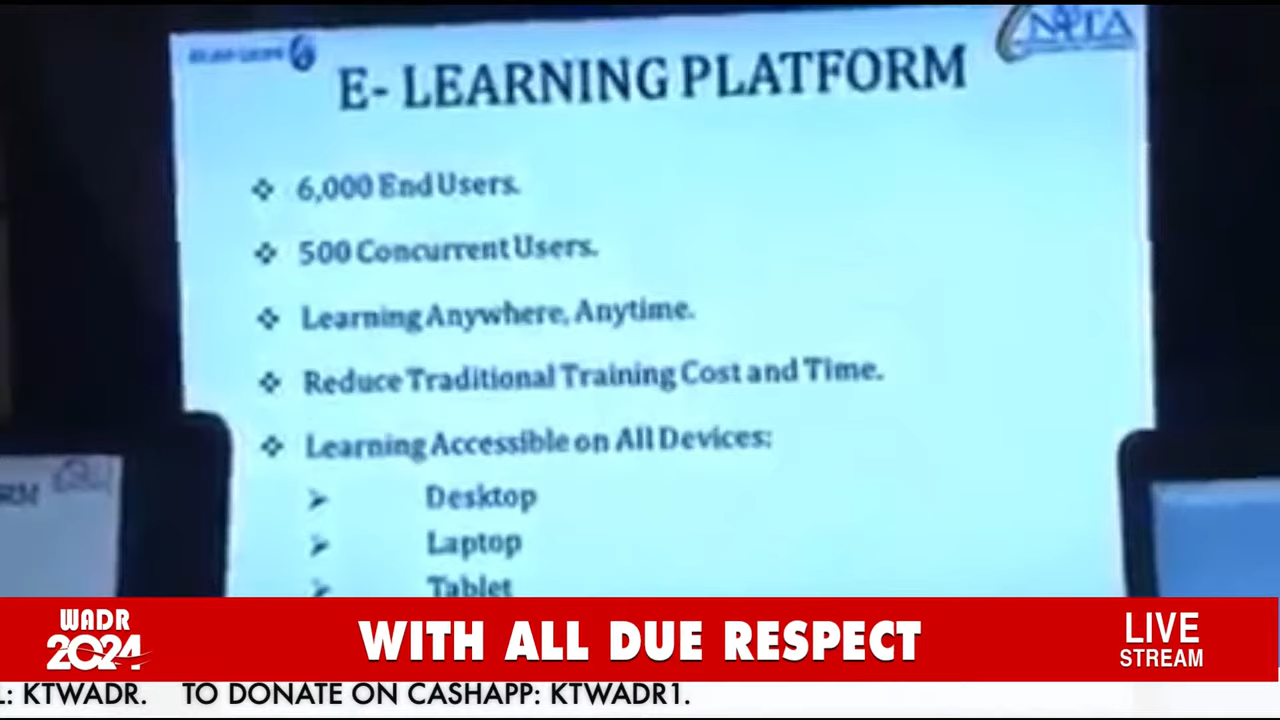 NITA
E- LEARNING PLATFORM
❖ 6,000 End Users.
❖ 500 Concurrent Users.
❖ Learning Anywhere, Anytime.
❖ Reduce Traditional Training Cost and Time.
❖ Learning Accessible on All Devices:
➢ Desktop
➢ Laptop
➢ Tablet
RM
WADR
2024
WITH ALL DUE RESPECT
LIVE
STREAM
L: KTWADR. TO DONATE ON CASHAPP: KTWADR1.